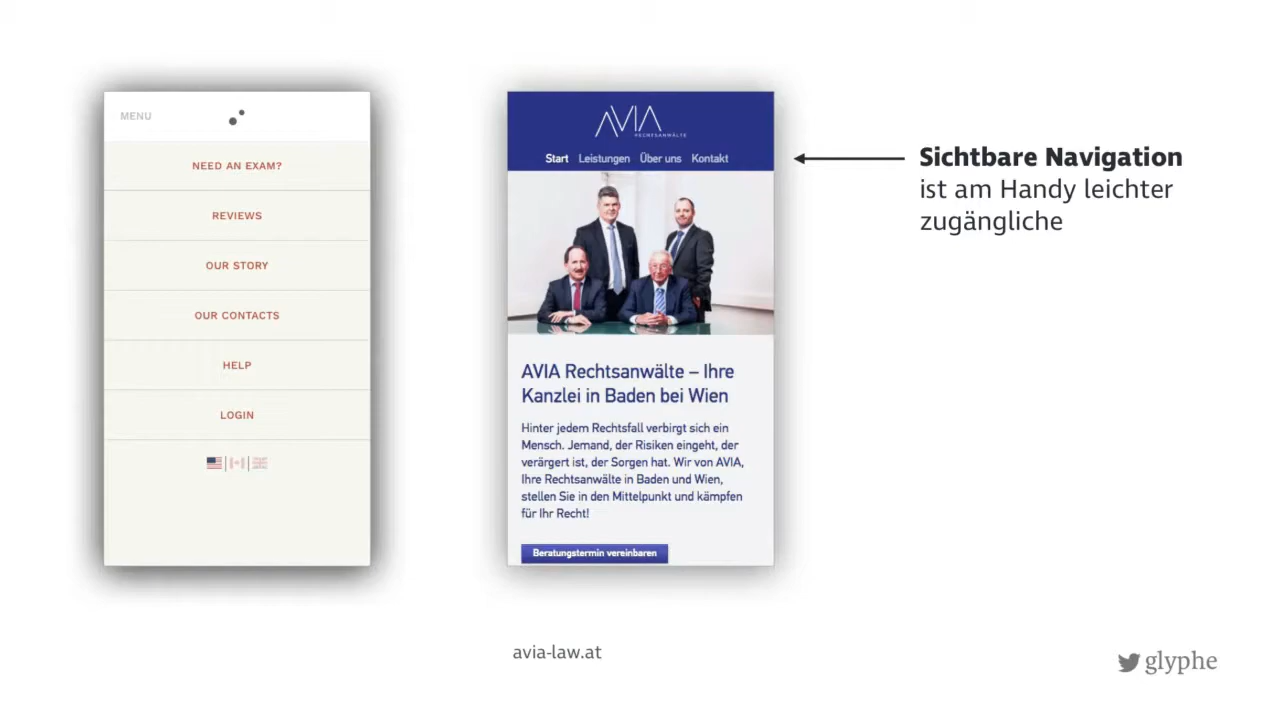 MENU
NEED AN EXAM?
REVIEWS
OUR STORY
OUR CONTACTS
HELP
LOGIN
AVIA
RECHTSANWÄLTE
Start Leistungen Über uns Kontakt
AVIA Rechtsanwälte – Ihre
Kanzlei in Baden bei Wien
Hinter jedem Rechtsfall verbirgt sich ein
Mensch. Jemand, der Risiken eingeht, der
verärgert ist, der Sorgen hat. Wir von AVIA,
Ihre Rechtsanwälte in Baden und Wien,
stellen Sie in den Mittelpunkt und kämpfen
für Ihr Recht!
Beratungstermin vereinbaren
Sichtbare Navigation
ist am Handy leichter
zugängliche
avia-law.at
glyphe